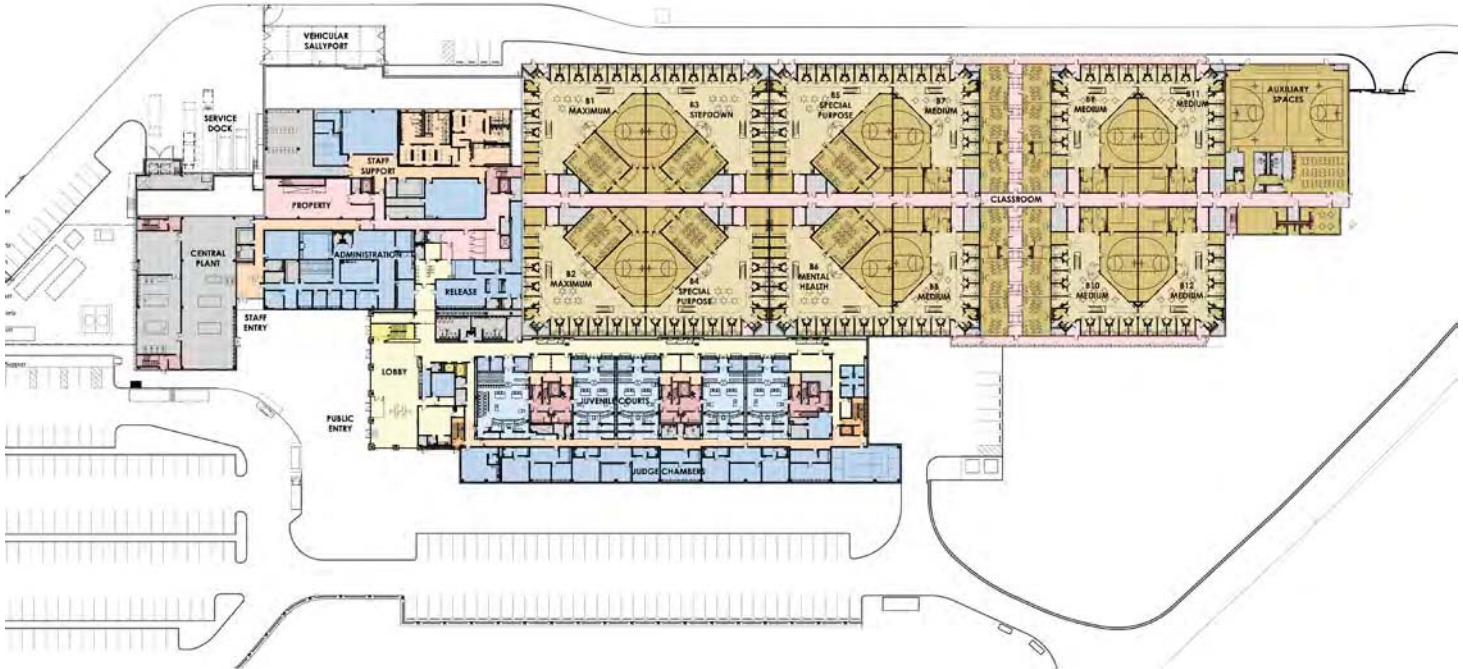 VEHICULAR
SALLYPORT
SERVICE
DOCK
STAFF
SUPPORT
PROPERTY
CENTRAL
PLANT
ADMINISTRATION
RELEASE
STAFF
ENTRY
LOBBY
PUBLIC
ENTRY
JUVENILE COURTS
JUDGE CHAMBERS
B1
MAXIMUM
B3
STEPDOWN
B5
SPECIAL
PURPOSE
B7
MEDIUM
B9
MEDIUM
B11
MEDIUM
AUXILIARY
SPACES
CLASSROOM
B2
MAXIMUM
B4
SPECIAL
PURPOSE
B6
MENTAL
HEALTH
B8
MEDIUM
B10
MEDIUM
B12
MEDIUM